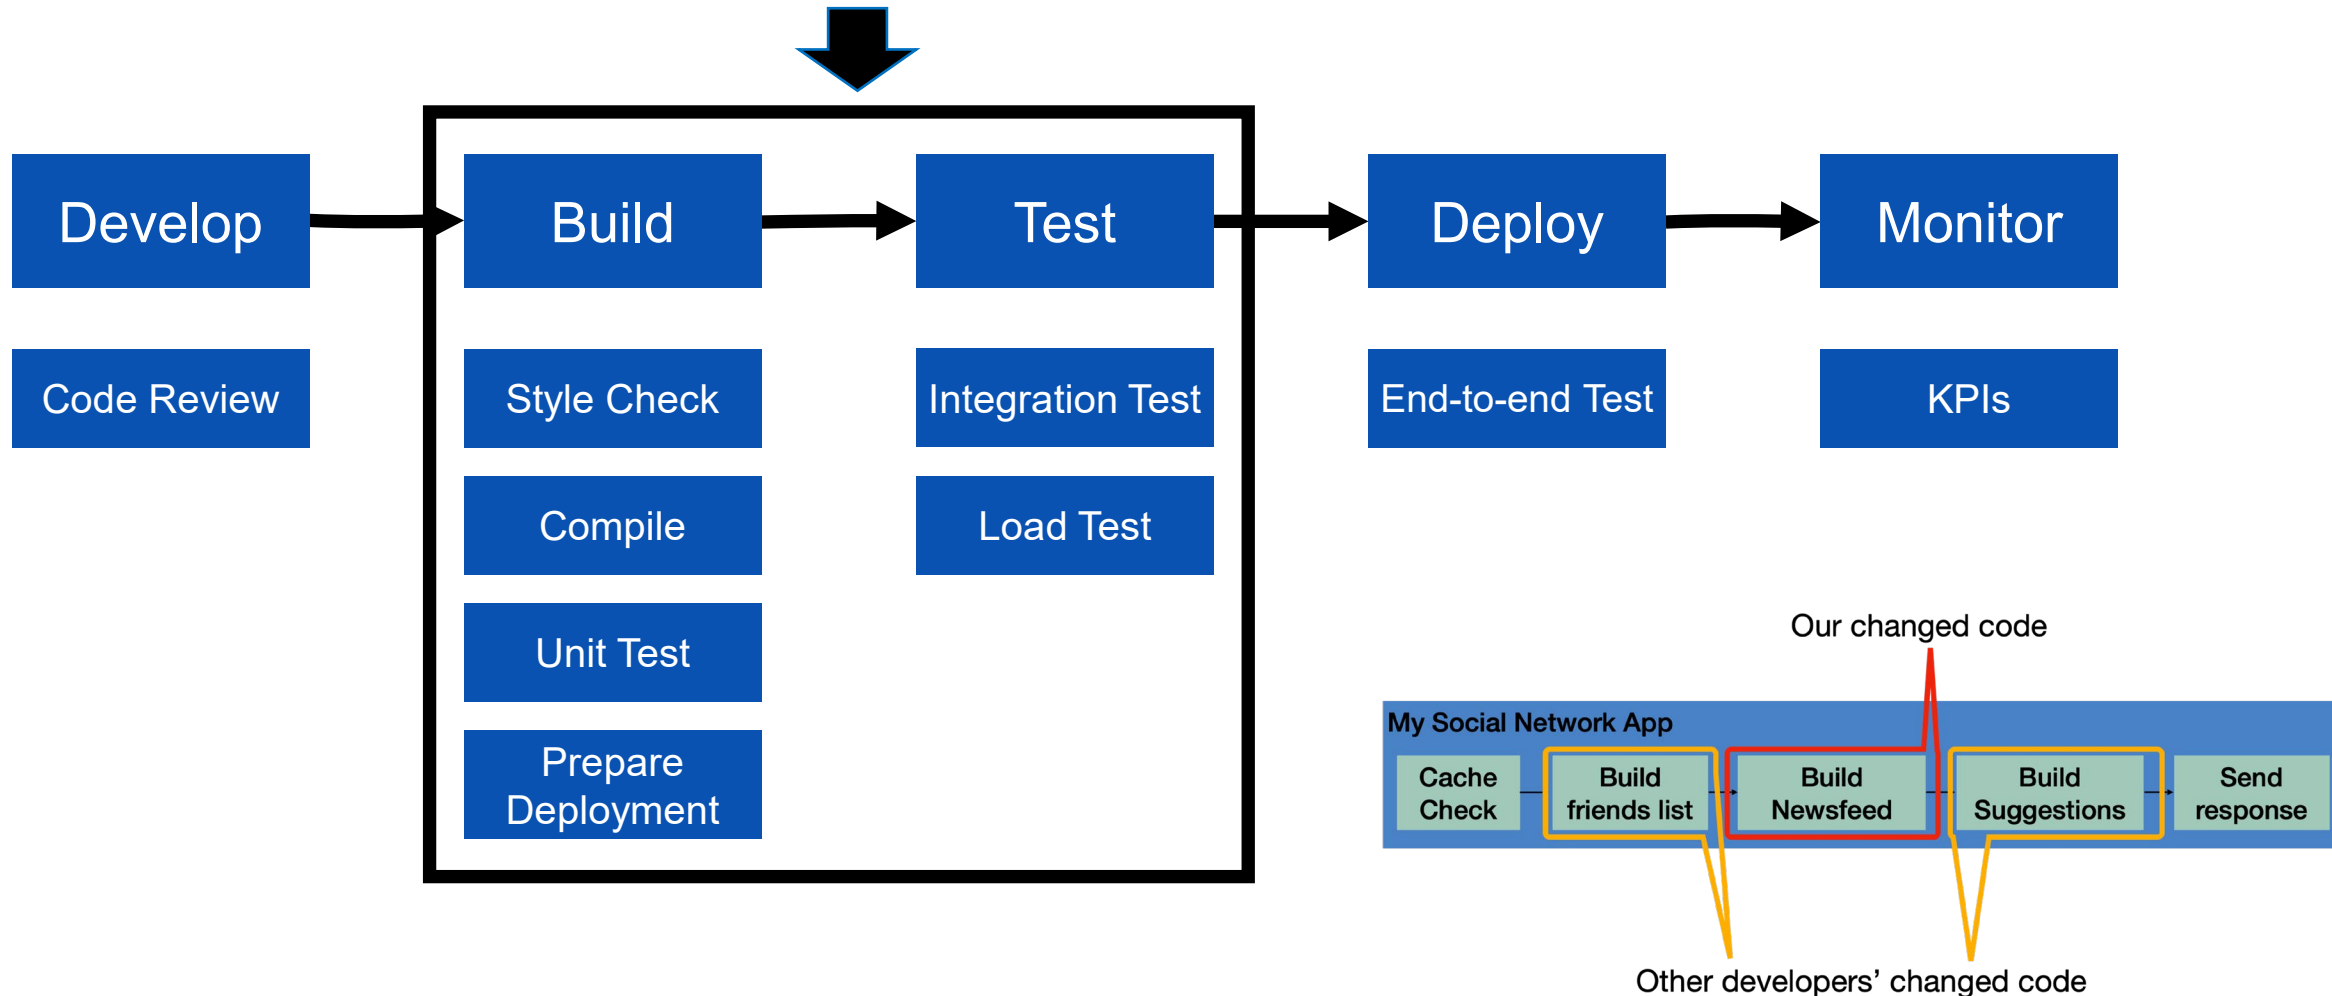 Develop
Build
Test
Deploy
Monitor
Code Review
Style Check
Integration Test
End-to-end Test
KPIs
Compile
Load Test
Unit Test
Prepare
Deployment
Our changed code
My Social Network App
Cache
Check
Build
friends list
Build
Newsfeed
Build
Suggestions
Send
response
Other developers’ changed code